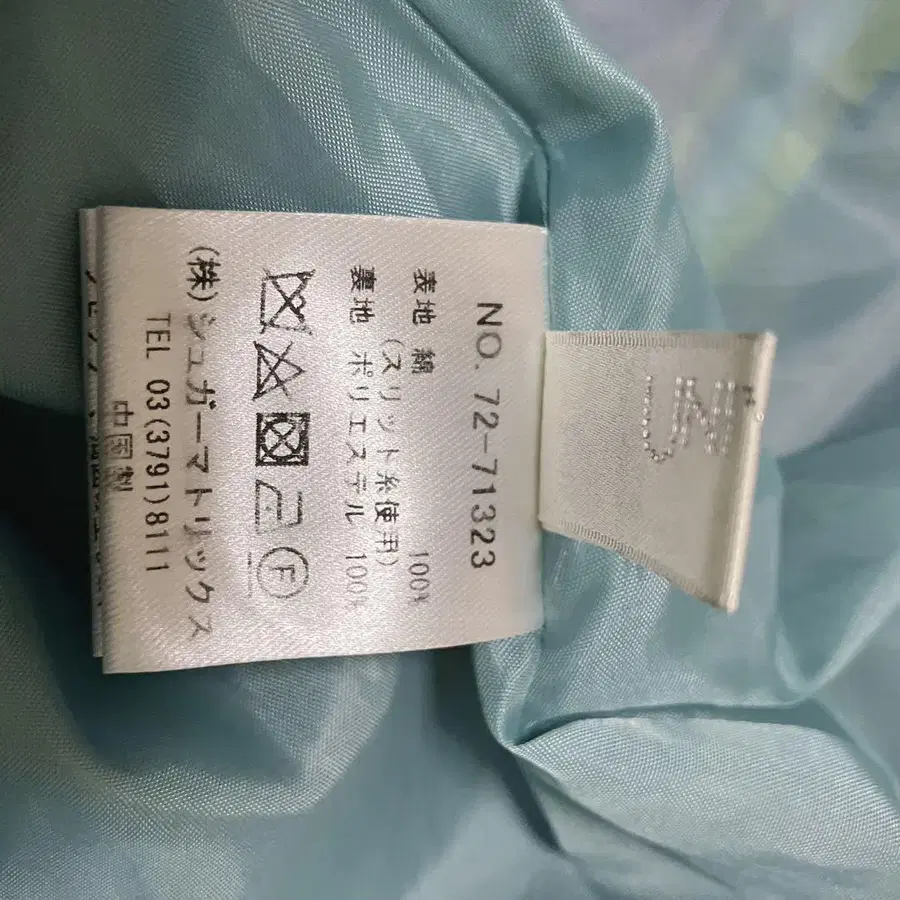 NO. 72-71323
表地 綿 100%
(スリット糸使用)
裏地 ポリエステル 100%
F
(株)シュガーマトリックス
TEL 03(3791)8111
中国製